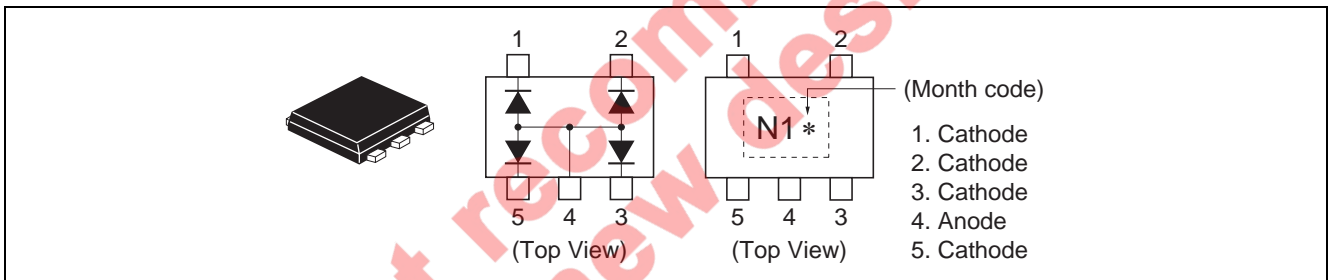 1 2
5 4 3
(Top View)
1 2
N1 *
5 4 3
(Top View)
(Month code)
1. Cathode
2. Cathode
3. Cathode
4. Anode
5. Cathode